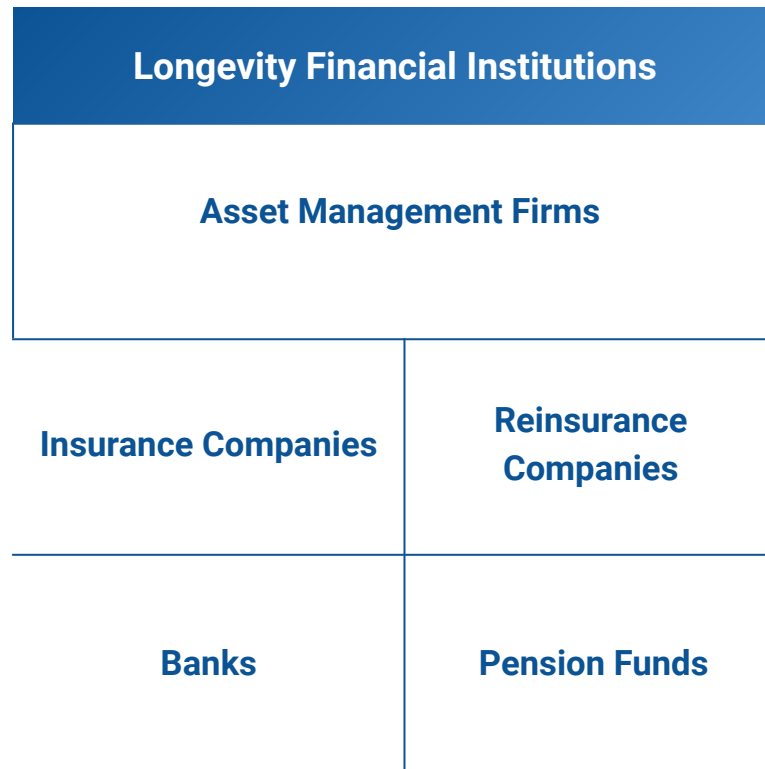 Longevity Financial Institutions
Asset Management Firms
Insurance Companies
Reinsurance
Companies
Banks
Pension Funds